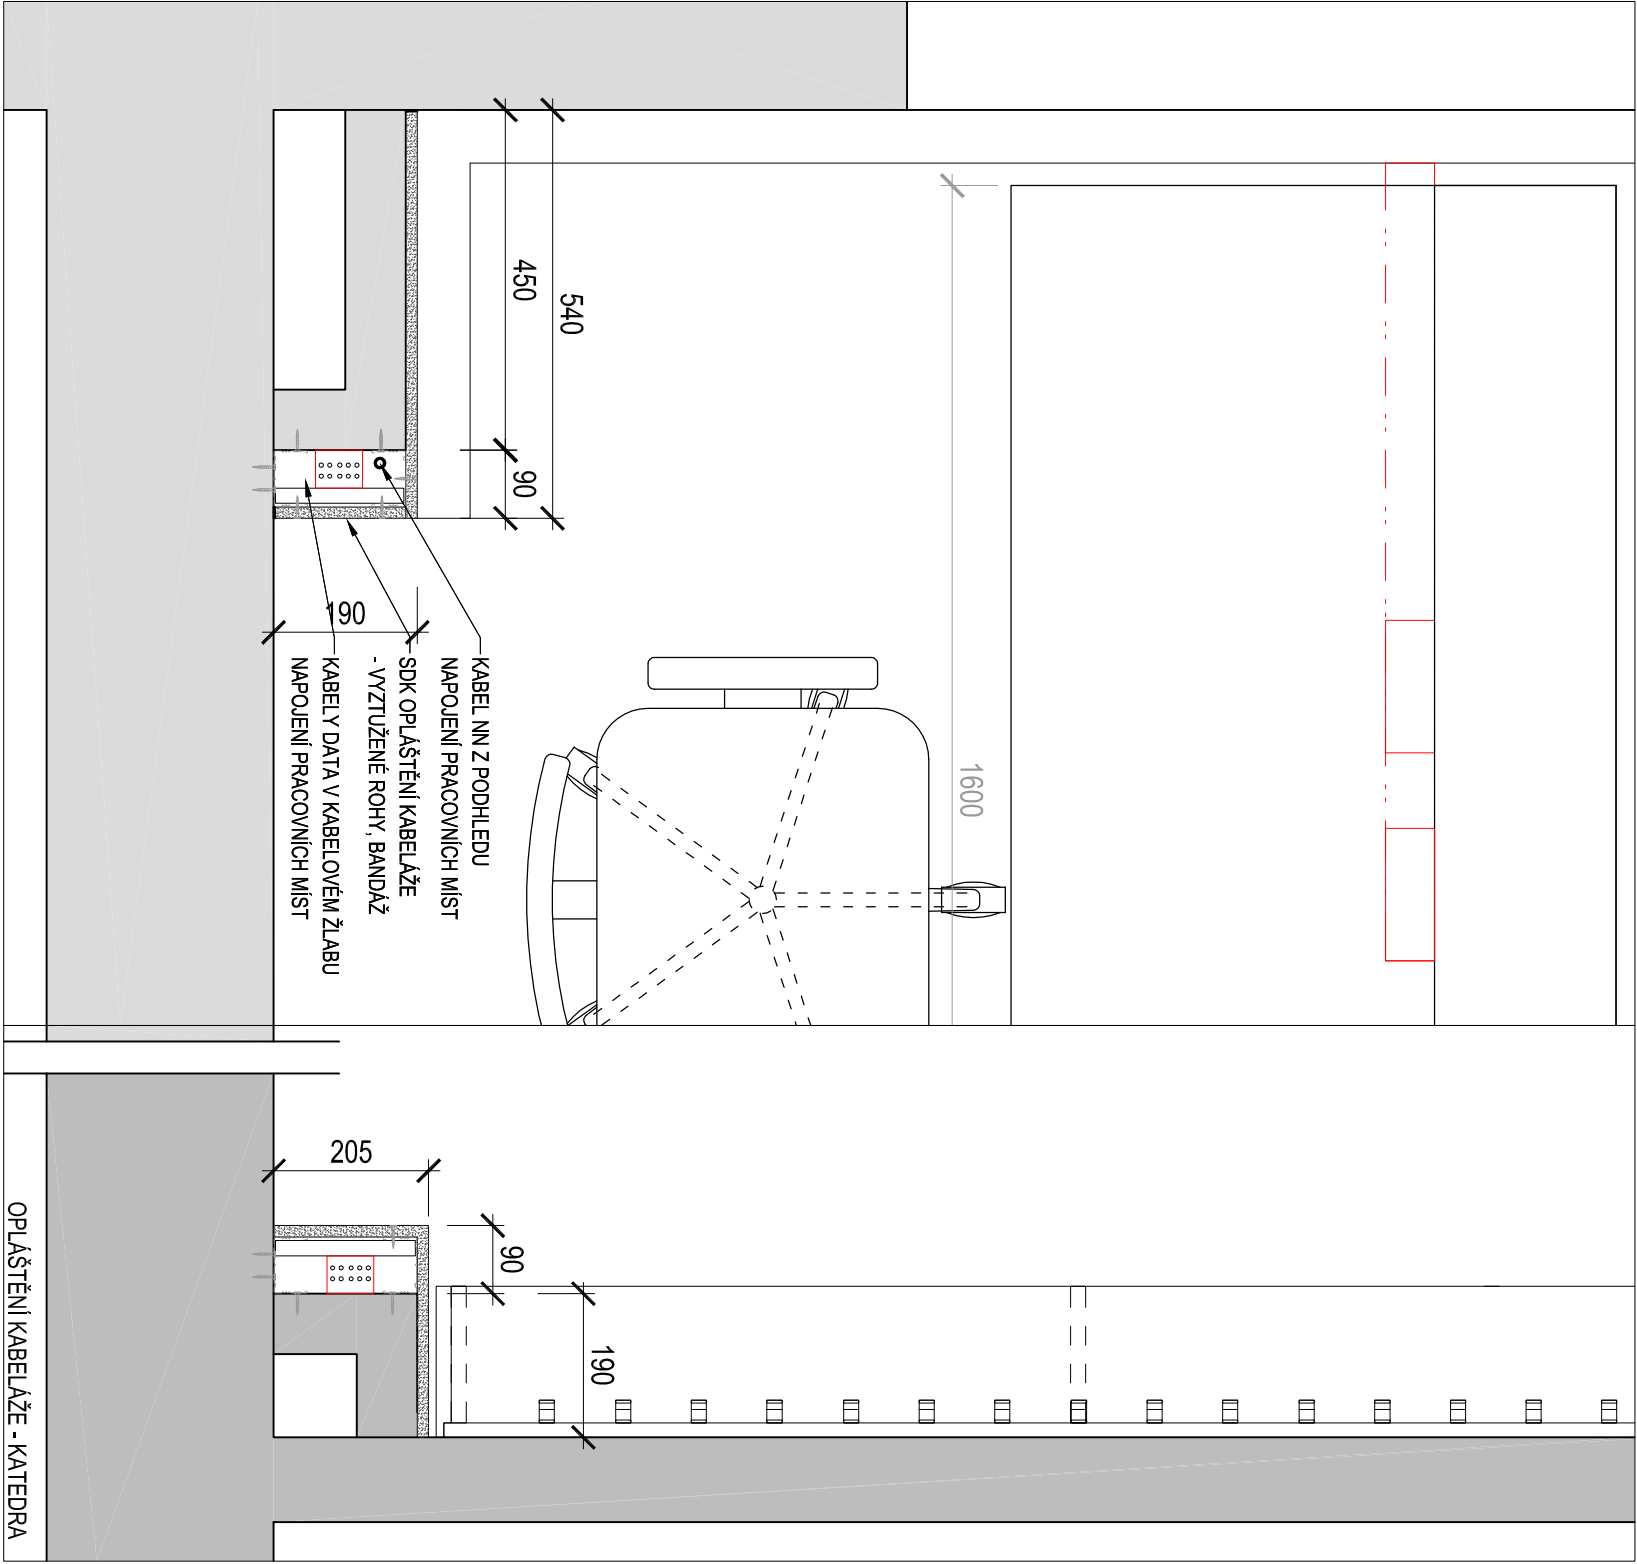 540
450
90
1600
190
KABEL NN Z PODHLEDU
NAPOJENÍ PRACOVNÍCH MÍST
SDK OPLÁŠTĚNÍ KABELÁŽE
- VYZTUŽENÉ ROHY, BANDÁŽ
KABELY DATA V KABELOVÉM ŽLABU
NAPOJENÍ PRACOVNÍCH MÍST
205
90
190
OPLÁŠTĚNÍ KABELÁŽE - KATEDRA